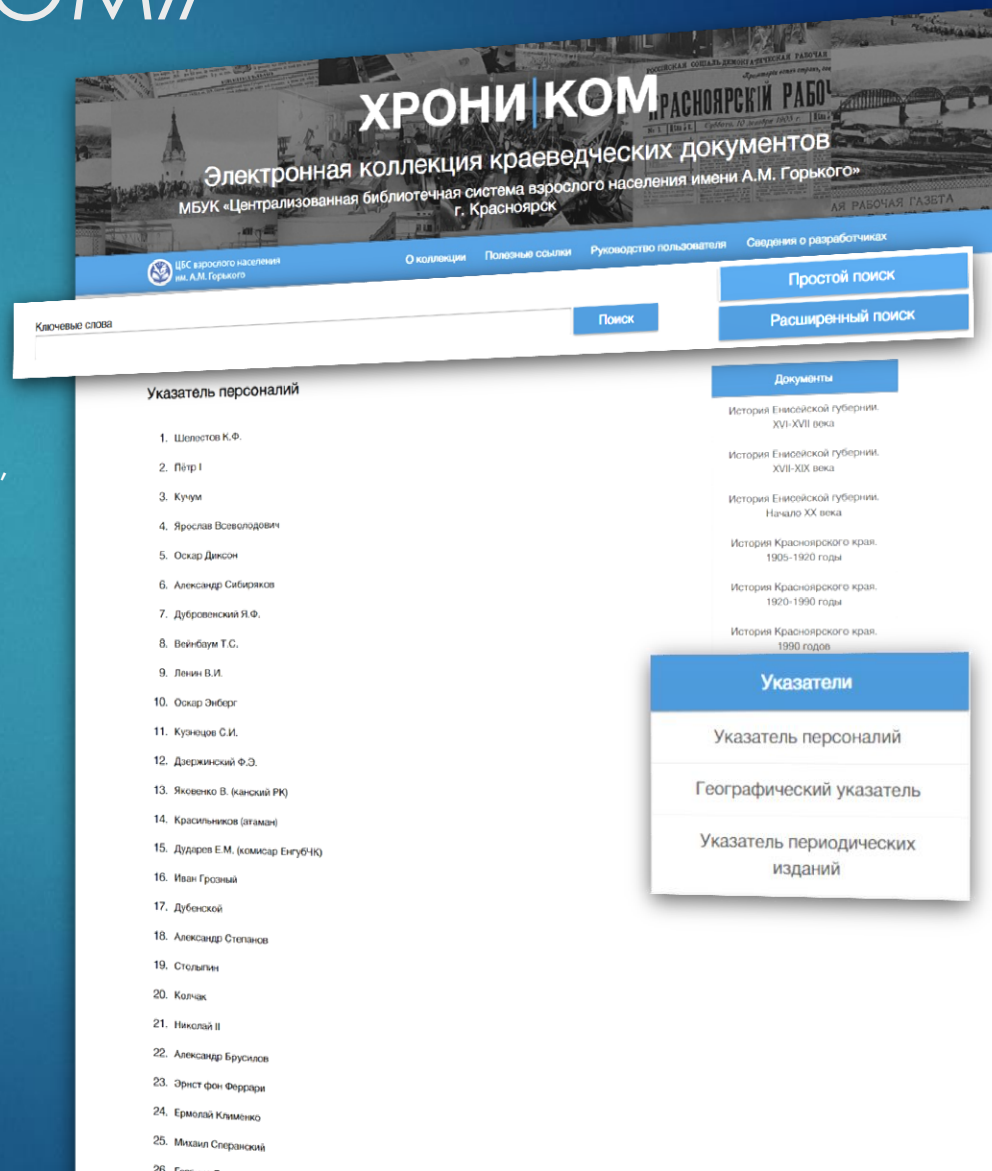 ХРОНИ|КОМ
Электронная коллекция краеведческих документов
МБУК «Централизованная библиотечная система взрослого населения имени А.М. Горького»
г. Красноярск
РАСНОЯРСКІЙ РАБОЧ
АЯ РАБОЧАЯ ГАЗЕТА
ЦБС взрослого населения
им. А.М. Горького
О коллекции
Полезные ссылки
Руководство пользователя
Сведения о разработчиках
Ключевые слова
Поиск
Простой поиск
Расширенный поиск
Указатель персоналий
1. Шелестов К.Ф.
2. Пётр I
3. Кучум
4. Ярослав Всеволодович
5. Оскар Диксон
6. Александр Сибиряков
7. Дубровенский Я.Ф.
8. Вейнбаум Т.С.
9. Ленин В.И.
10. Оскар Энберг
11. Кузнецов С.И.
12. Дзержинский Ф.Э.
13. Яковенко В. (канский РК)
14. Красильников (атаман)
15. Дударев Е.М. (комисар ЕнгубЧК)
16. Иван Грозный
17. Дубенской
18. Александр Степанов
19. Столыпин
20. Колчак
21. Николай II
22. Александр Брусилов
23. Эрнст фон Феррари
24. Ермолай Клименко
25. Михаил Сперанский
26.
Документы
История Енисейской губернии.
XVI-XVII века
История Енисейской губернии.
XVII-XIX века
История Енисейской губернии.
Начало XX века
История Красноярского края.
1905-1920 годы
История Красноярского края.
1920-1990 годы
История Красноярского края.
1990 годов
Указатели
Указатель персоналий
Географический указатель
Указатель периодических
изданий